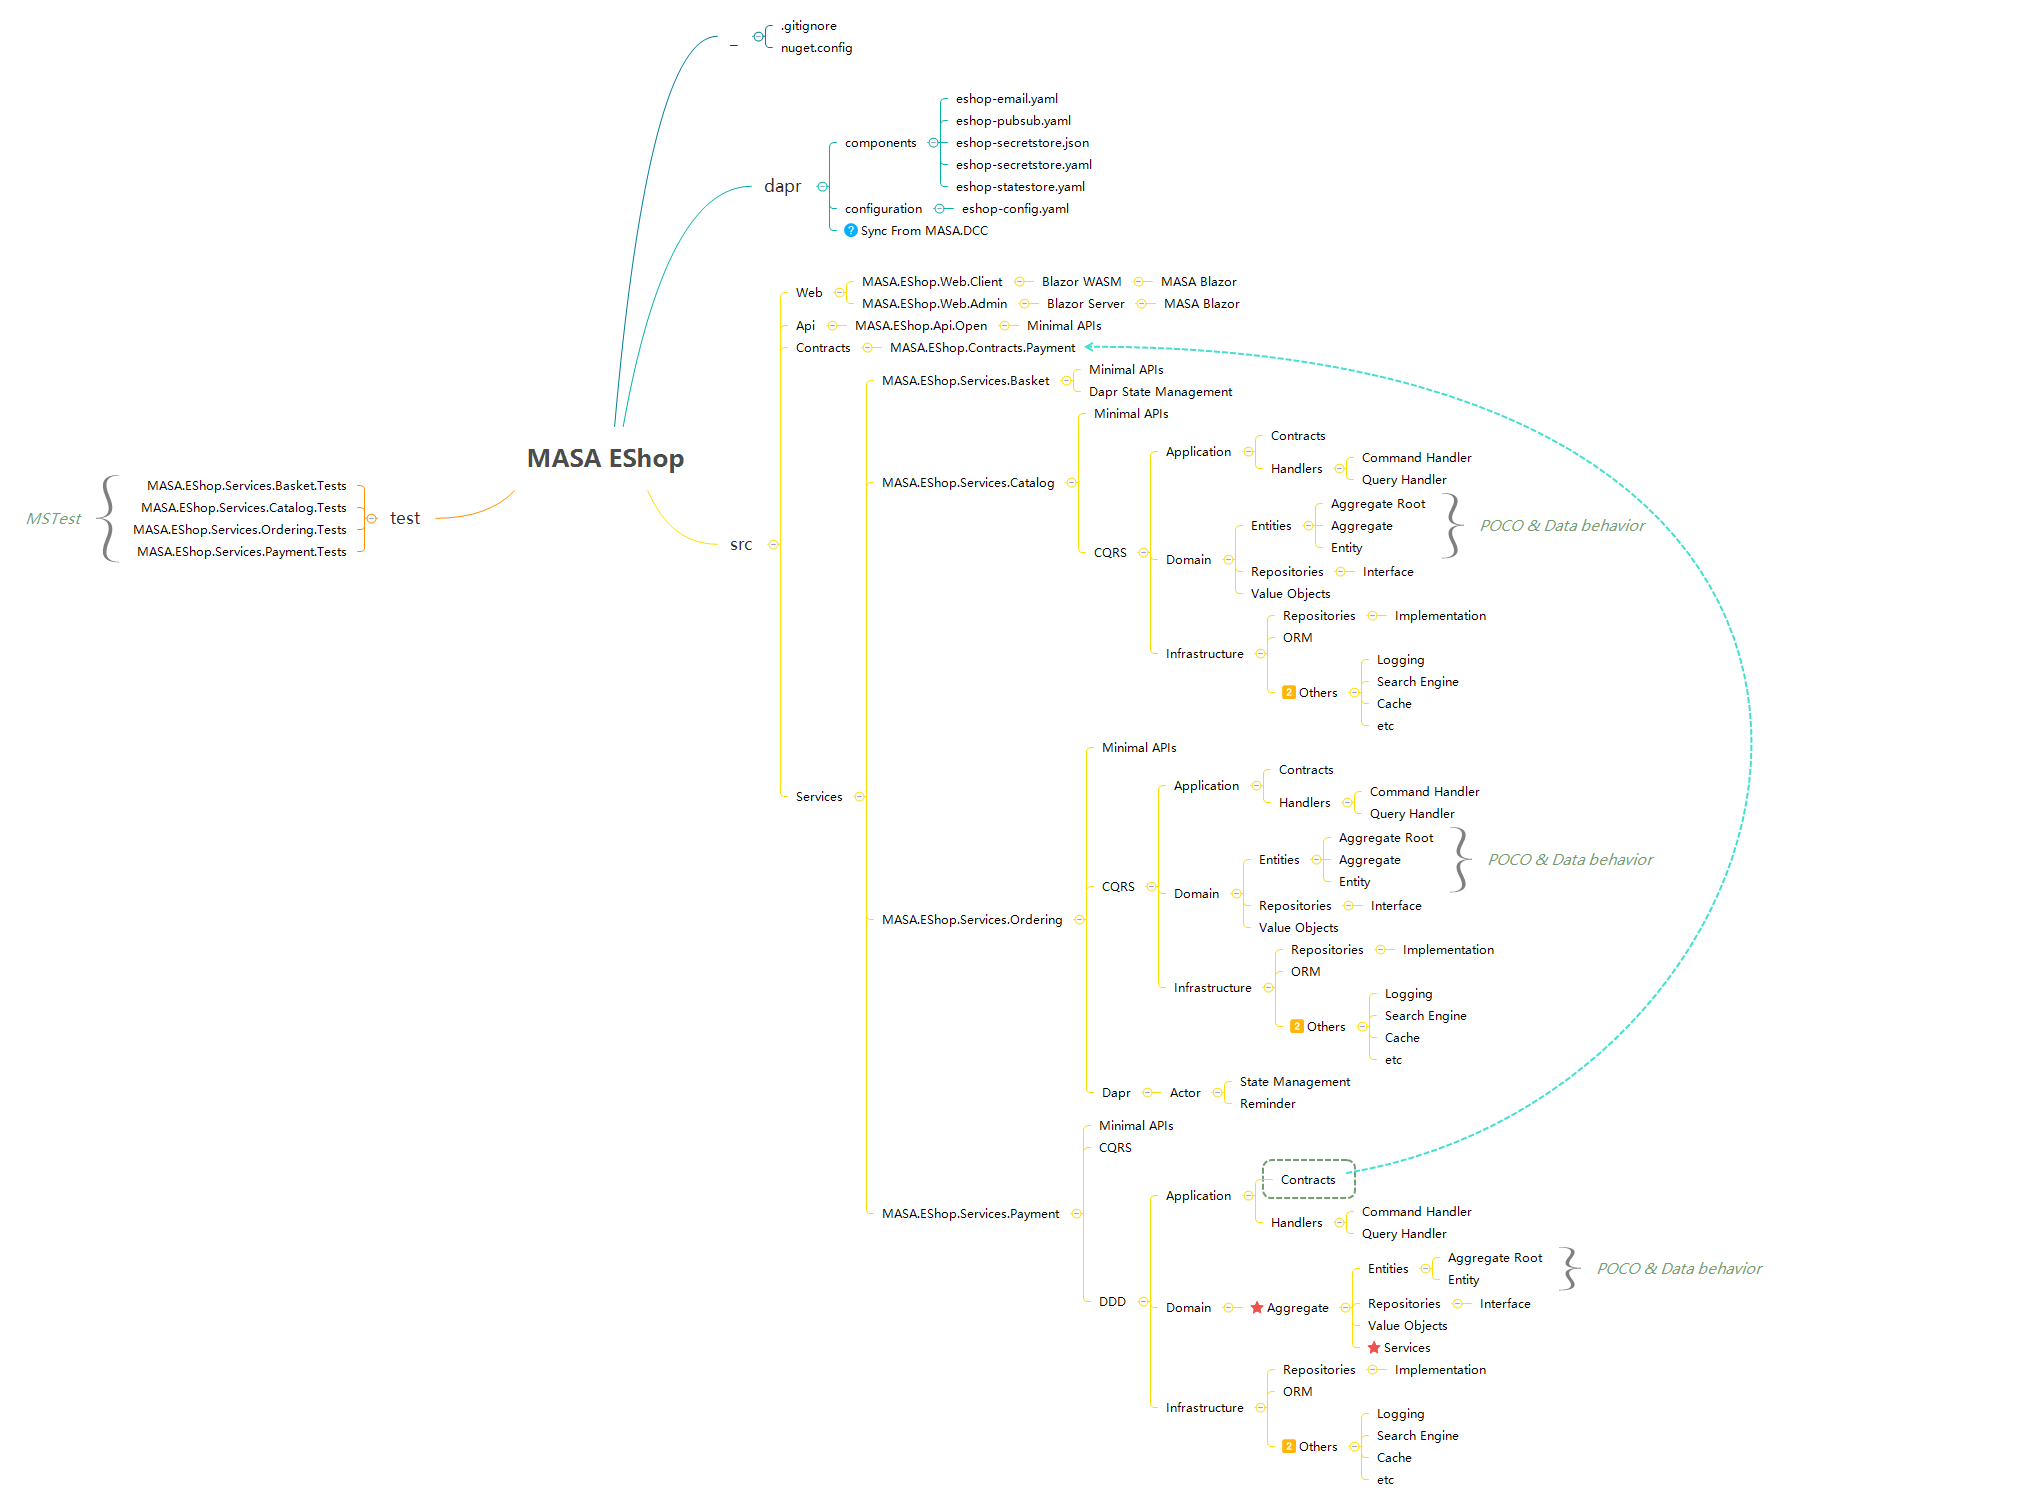 _
.gitignore
nuget.config
dapr
components
eshop-email.yaml
eshop-pubsub.yaml
eshop-secretstore.json
eshop-secretstore.yaml
eshop-statestore.yaml
configuration
eshop-config.yaml
? Sync From MASA.DCC
MASA EShop
MSTest
MASA.EShop.Services.Basket.Tests
MASA.EShop.Services.Catalog.Tests
MASA.EShop.Services.Ordering.Tests
MASA.EShop.Services.Payment.Tests
test
src
Web
MASA.EShop.Web.Client
Blazor WASM
MASA Blazor
MASA.EShop.Web.Admin
Blazor Server
MASA Blazor
Api
MASA.EShop.Api.Open
Minimal APIs
Contracts
MASA.EShop.Contracts.Payment
Services
MASA.EShop.Services.Basket
Minimal APIs
Dapr State Management
MASA.EShop.Services.Catalog
Minimal APIs
CQRS
Application
Contracts
Handlers
Command Handler
Query Handler
Domain
Entities
Aggregate Root
Aggregate
Entity
POCO & Data behavior
Repositories
Interface
Value Objects
Infrastructure
Repositories
Implementation
ORM
2 Others
Logging
Search Engine
Cache
etc
MASA.EShop.Services.Ordering
Minimal APIs
CQRS
Application
Contracts
Handlers
Command Handler
Query Handler
Domain
Entities
Aggregate Root
Aggregate
Entity
POCO & Data behavior
Repositories
Interface
Value Objects
Infrastructure
Repositories
Implementation
ORM
2 Others
Logging
Search Engine
Cache
etc
Dapr
Actor
State Management
Reminder
MASA.EShop.Services.Payment
Minimal APIs
CQRS
DDD
Application
Contracts
Handlers
Command Handler
Query Handler
Domain
Aggregate
Entities
Aggregate Root
Entity
POCO & Data behavior
Repositories
Interface
Value Objects
Services
Infrastructure
Repositories
Implementation
ORM
2 Others
Logging
Search Engine
Cache
etc